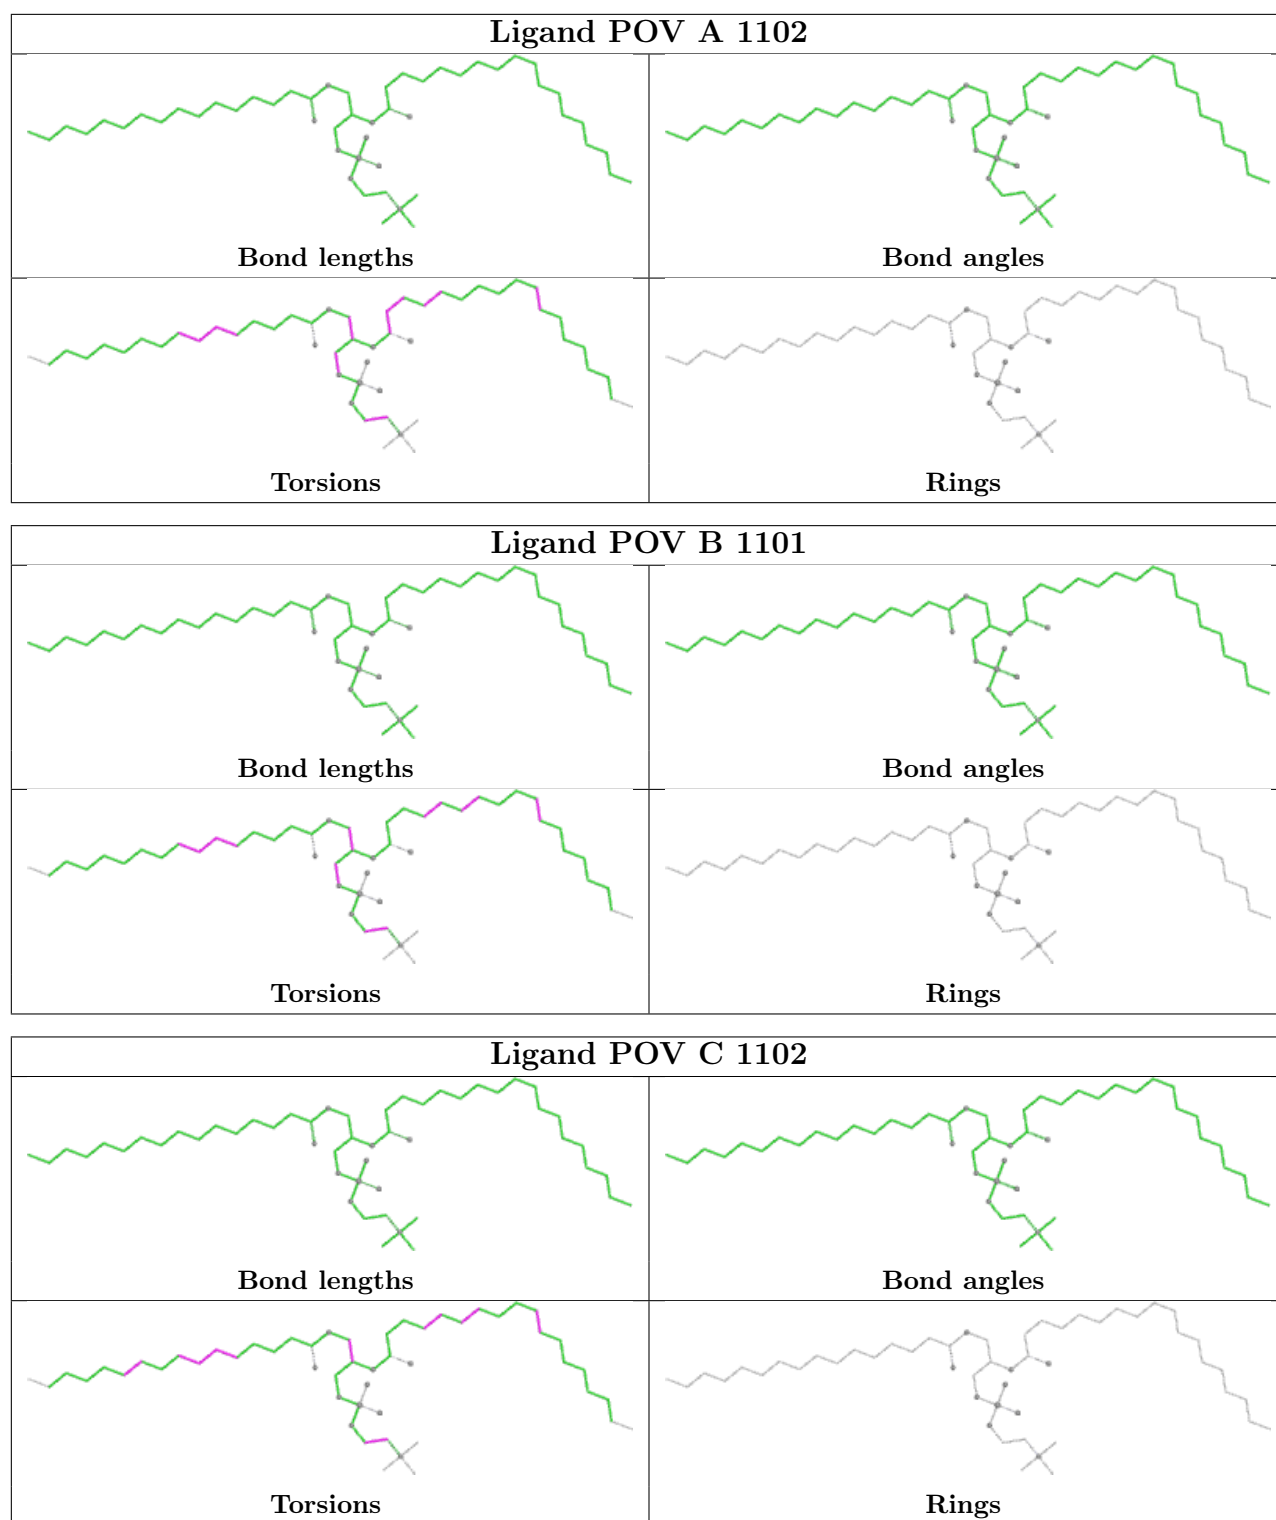 Ligand POV A 1102
Bond lengths
Bond angles
Torsions
Rings
Ligand POV B 1101
Bond lengths
Bond angles
Torsions
Rings
Ligand POV C 1102
Bond lengths
Bond angles
Torsions
Rings